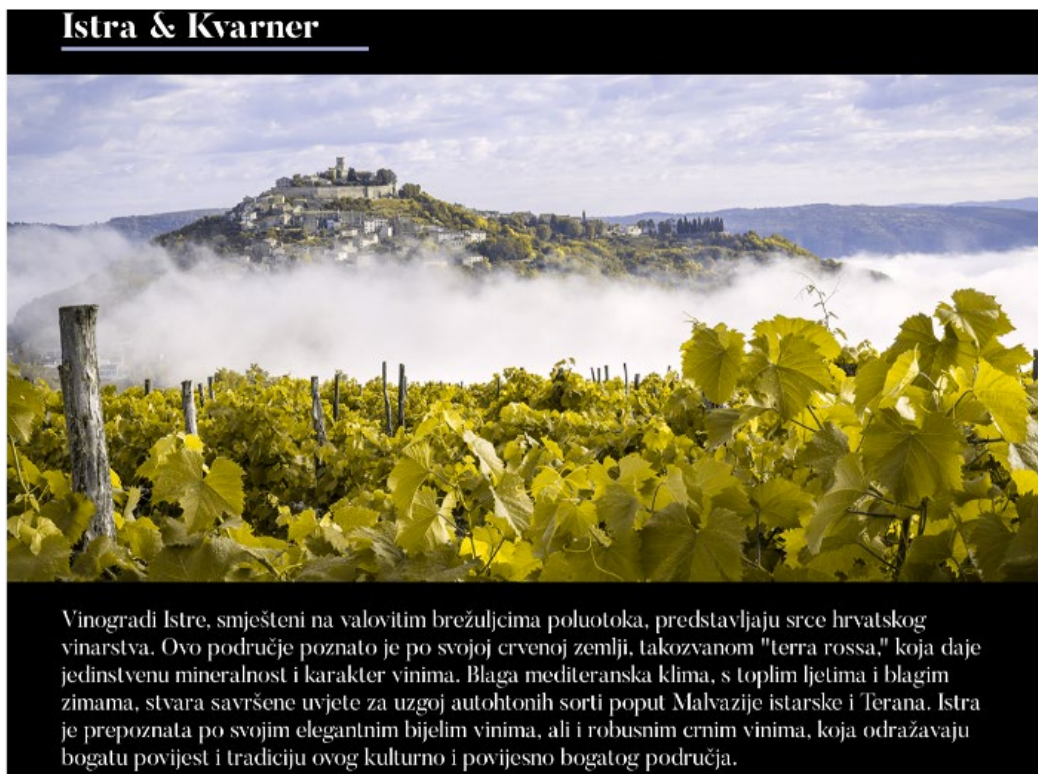 Istra & Kvarner
Vinogradi Istre, smješteni na valovitim brežuljcima poluotoka, predstavljaju srce hrvatskog
vinarstva. Ovo područje poznato je po svojoj crvenoj zemlji, takozvanom "terra rossa," koja daje
jedinstvenu mineralnost i karakter vinima. Blaga mediteranska klima, s toplim ljetima i blagim
zimama, stvara savršene uvjete za uzgoj autohtonih sorti poput Malvazije istarske i Terana. Istra
je prepoznata po svojim elegantnim bijelim vinima, ali i robusnim crnim vinima, koja odražavaju
bogatu povijest i tradiciju ovog kulturno i povijesno bogatog područja.